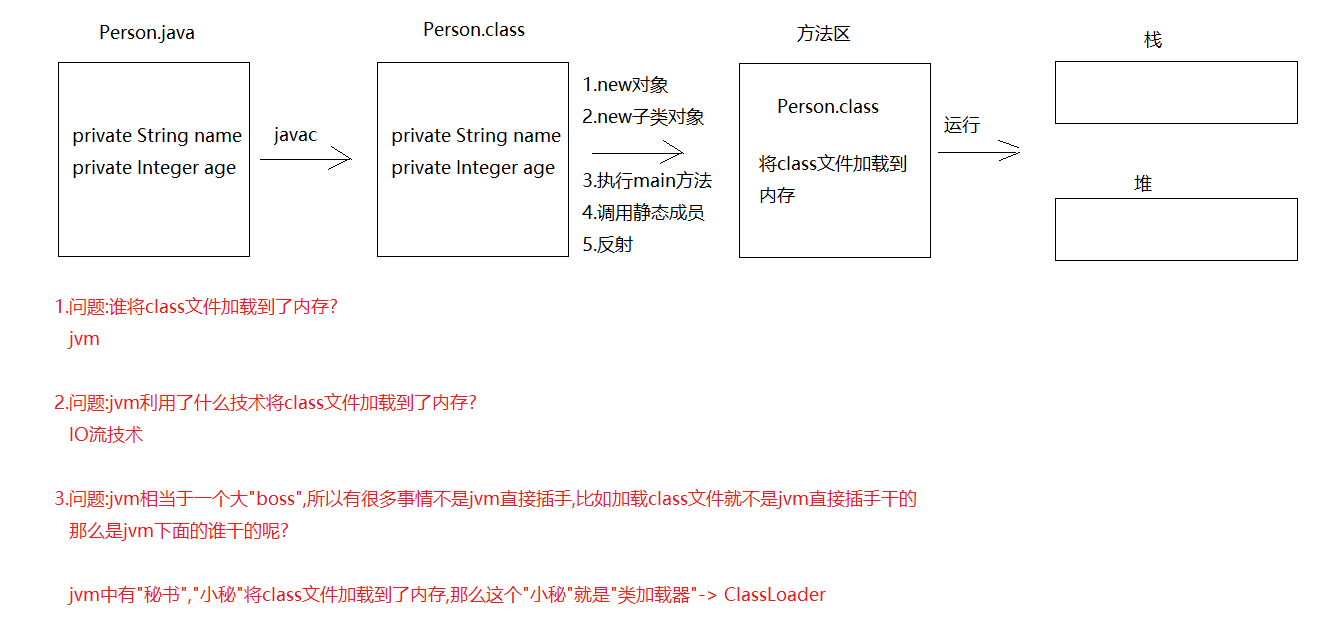 Person.java
Person.class
方法区
栈
private String name
private Integer age
javac
private String name
private Integer age
1.new对象
2.new子类对象
3.执行main方法
4.调用静态成员
5.反射
Person.class
将class文件加载到
内存
运行
堆
1.问题:谁将class文件加载到了内存?
jvm
2.问题:jvm利用了什么技术将class文件加载到了内存?
IO流技术
3.问题:jvm相当于一个大"boss",所以有很多事情不是jvm直接插手,比如加载class文件就不是jvm直接插手干的
那么是jvm下面的谁干的呢?
jvm中有"秘书","小秘"将class文件加载到了内存,那么这个"小秘"就是"类加载器"-> ClassLoader